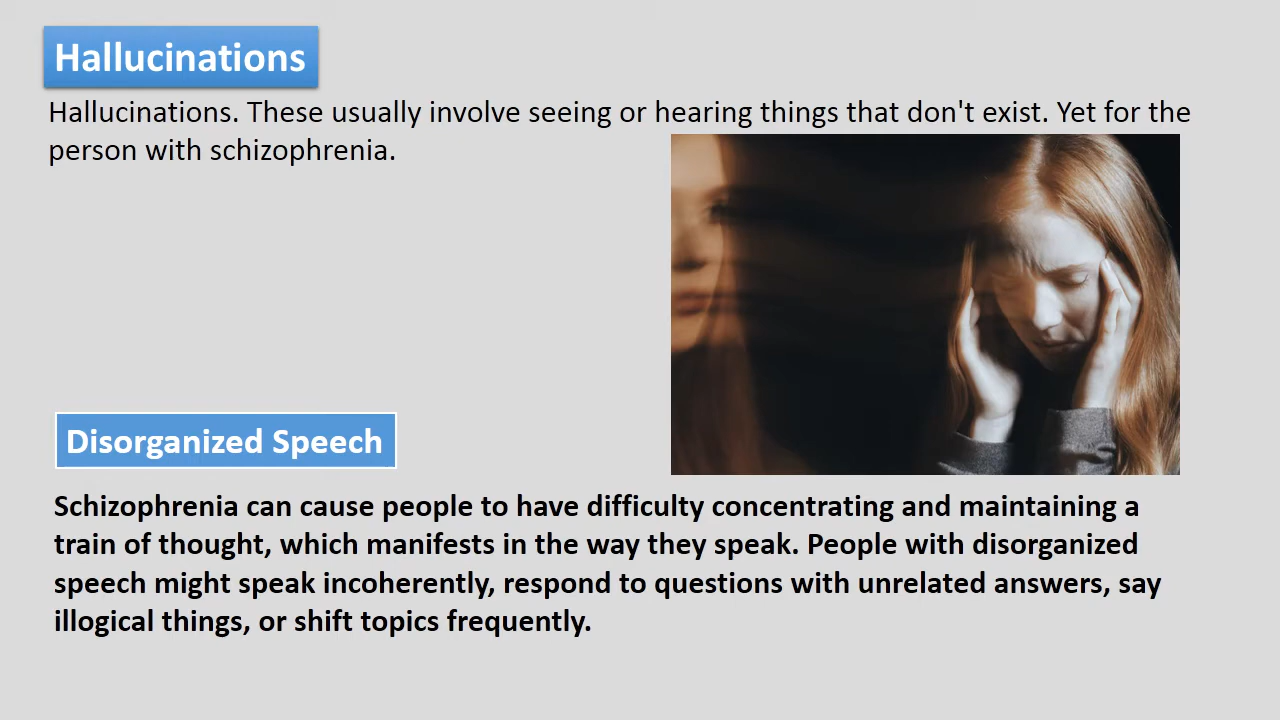 Hallucinations
Hallucinations. These usually involve seeing or hearing things that don't exist. Yet for the
person with schizophrenia.
Disorganized Speech
Schizophrenia can cause people to have difficulty concentrating and maintaining a
train of thought, which manifests in the way they speak. People with disorganized
speech might speak incoherently, respond to questions with unrelated answers, say
illogical things, or shift topics frequently.